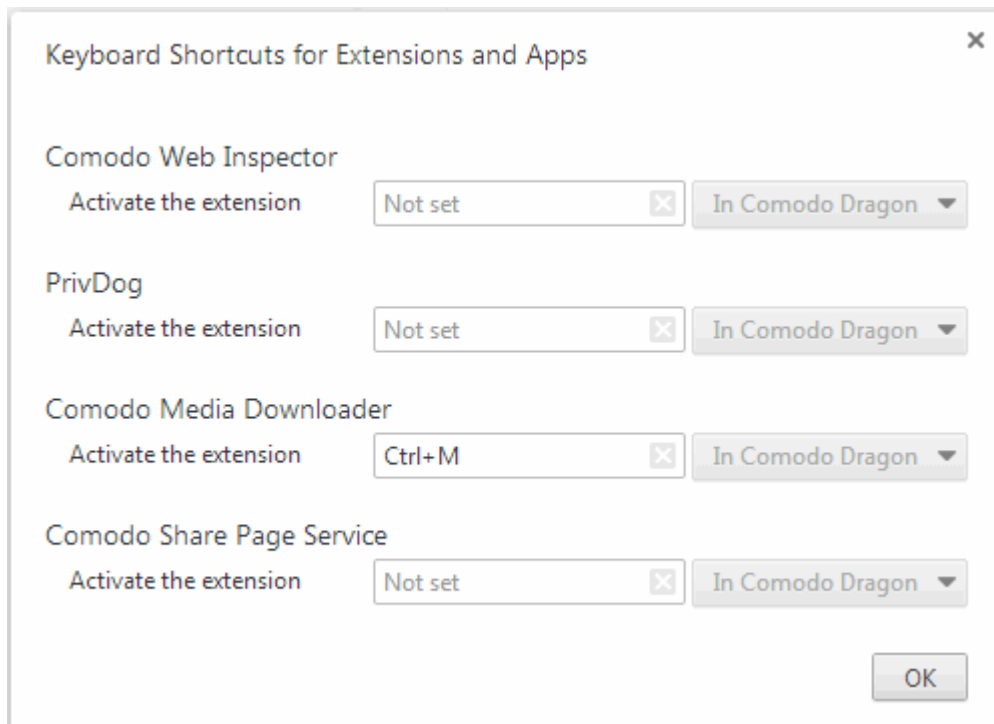 Keyboard Shortcuts for Extensions and Apps
Comodo Web Inspector
Activate the extension Not set In Comodo Dragon
PrivDog
Activate the extension Not set In Comodo Dragon
Comodo Media Downloader
Activate the extension Ctrl+M In Comodo Dragon
Comodo Share Page Service
Activate the extension Not set In Comodo Dragon
OK